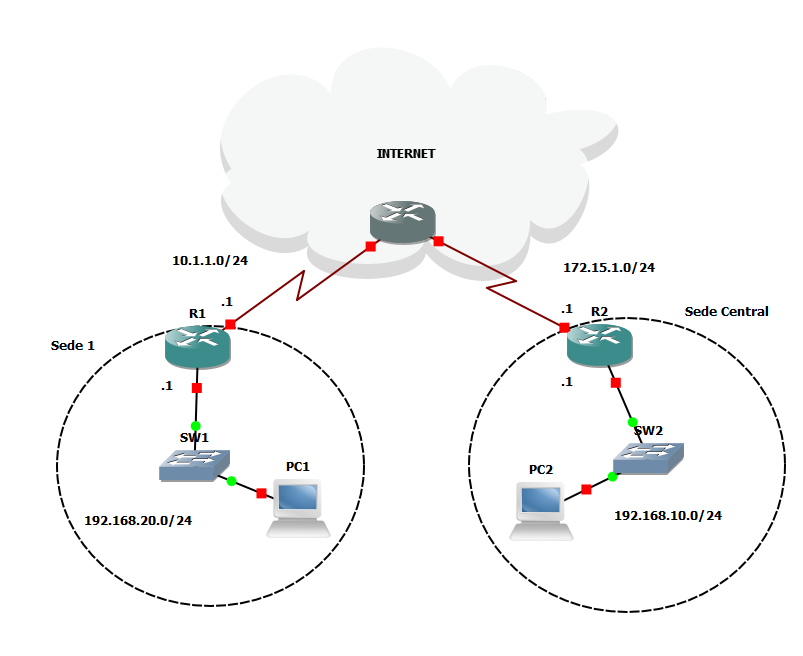 INTERNET
10.1.1.0/24
172.15.1.0/24
.1
R1
.1
R2
Sede Central
Sede 1
.1
.1
SW1
SW2
PC1
PC2
192.168.20.0/24
192.168.10.0/24